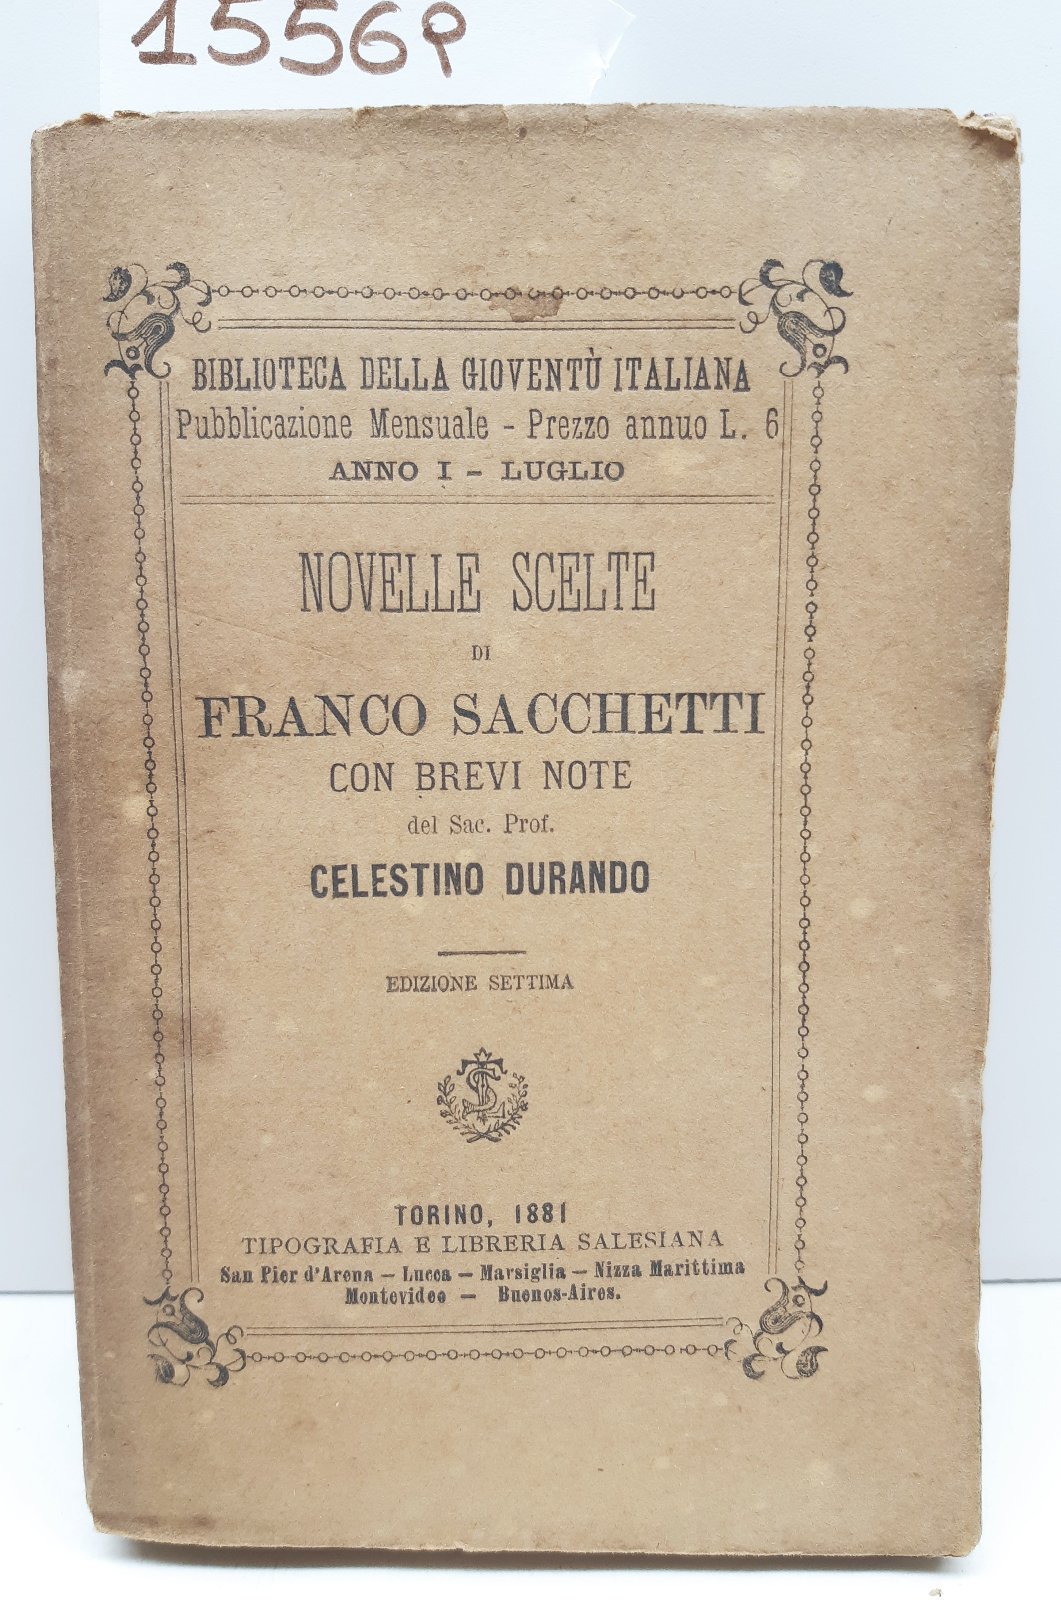 15569
BIBLIOTECA DELLA GIOVENTÙ ITALIANA
Pubblicazione Mensuale - Prezzo annuo L. 6
ANNO I - LUGLIO
NOVELLE SCELTE
DI
FRANCO SACCHETTI
CON BREVI NOTE
del Sac. Prof.
CELESTINO DURANDO
EDIZIONE SETTIMA
TORINO, 1881
TIPOGRAFIA E LIBRERIA SALESIANA
San Pier d'Arena — Lucca — Marsiglia — Nizza Marittima
Montevideo — Buenos-Aires.